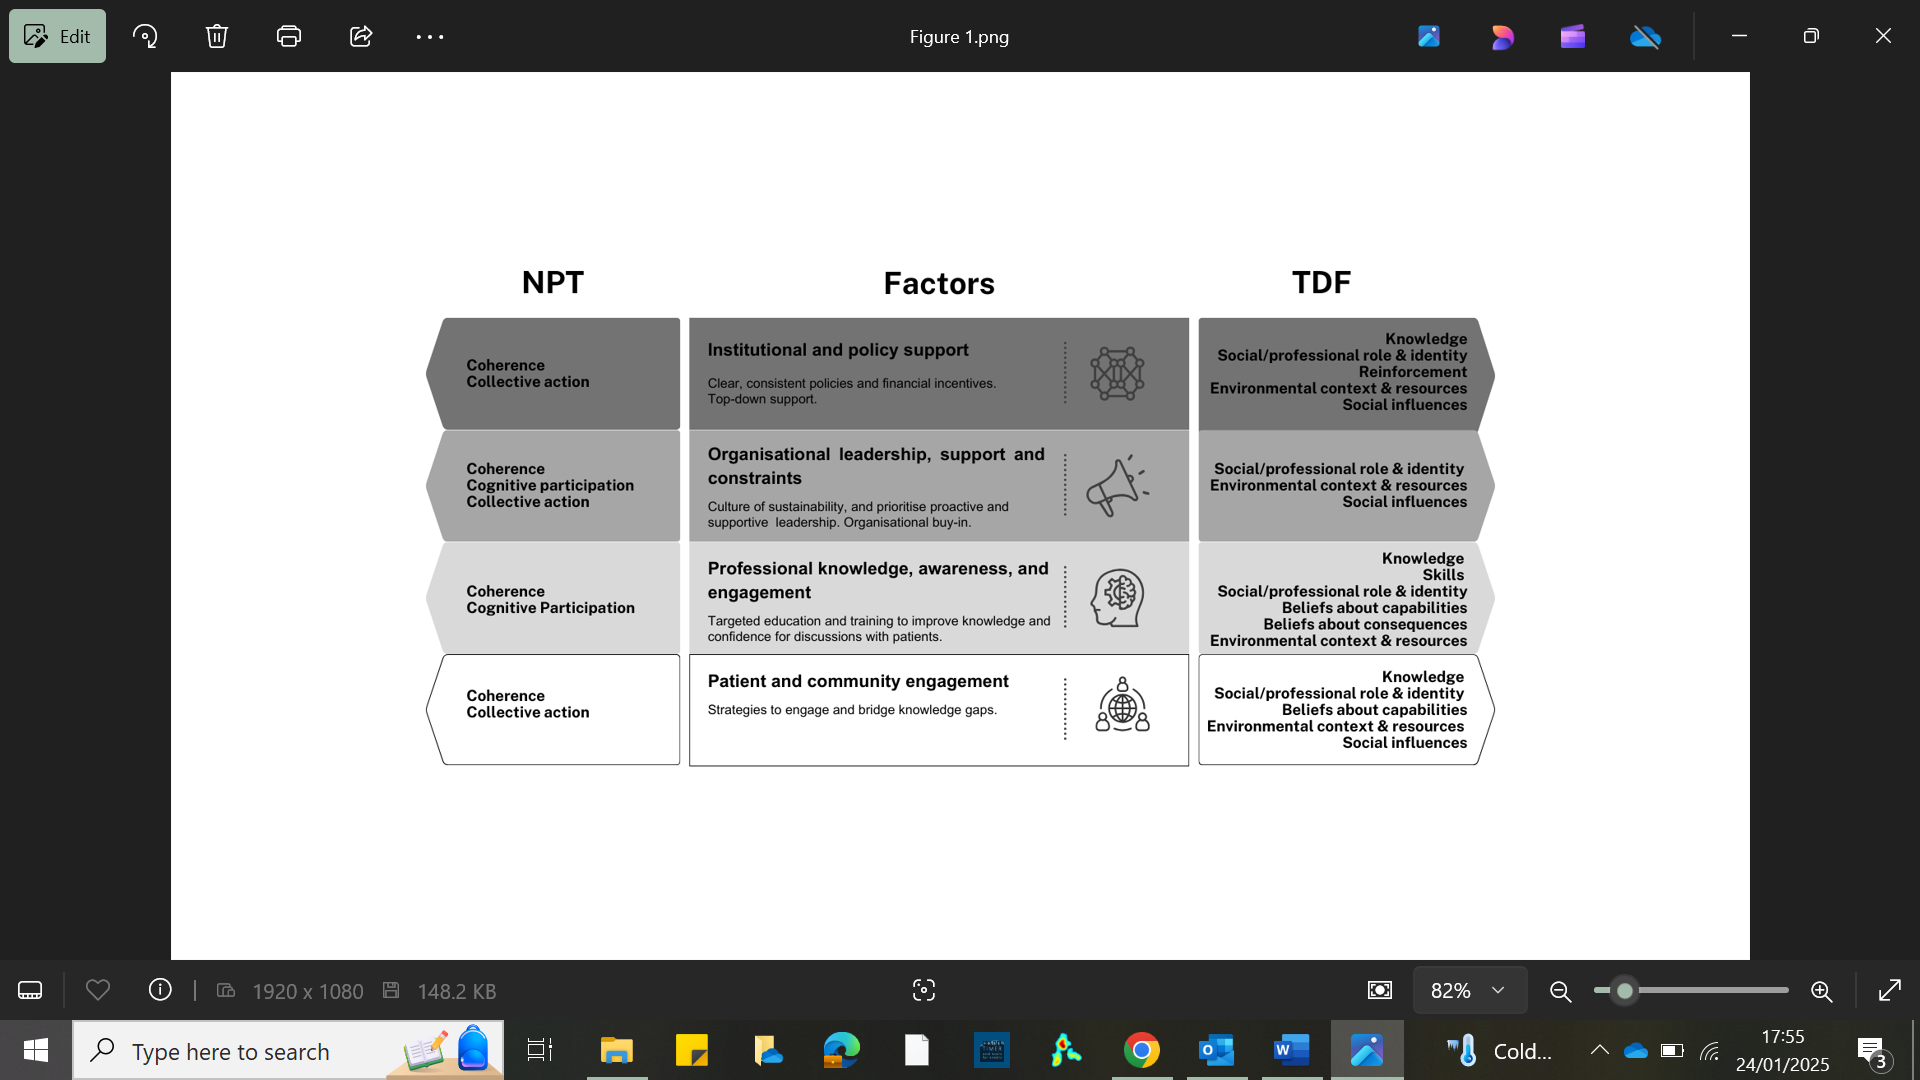 Edit
Figure 1.png
NPT
Factors
TDF
Coherence
Collective action
Institutional and policy support
Clear, consistent policies and financial incentives.
Top-down support.
Knowledge
Social/professional role & identity
Reinforcement
Environmental context & resources
Social influences
Coherence
Cognitive participation
Collective action
Organisational leadership, support and
constraints
Culture of sustainability, and prioritise proactive and
supportive leadership. Organisational buy-in.
Social/professional role & identity
Environmental context & resources
Social influences
Coherence
Cognitive Participation
Professional knowledge, awareness, and
engagement
Targeted education and training to improve knowledge and
confidence for discussions with patients.
Knowledge
Skills
Social/professional role & identity
Beliefs about capabilities
Beliefs about consequences
Environmental context & resources
Coherence
Collective action
Patient and community engagement
Strategies to engage and bridge knowledge gaps.
Knowledge
Social/professional role & identity
Beliefs about capabilities
Environmental context & resources
Social influences
1920 x 1080
148.2 KB
82%
Type here to search
Cold...
17:55
24/01/2025
3